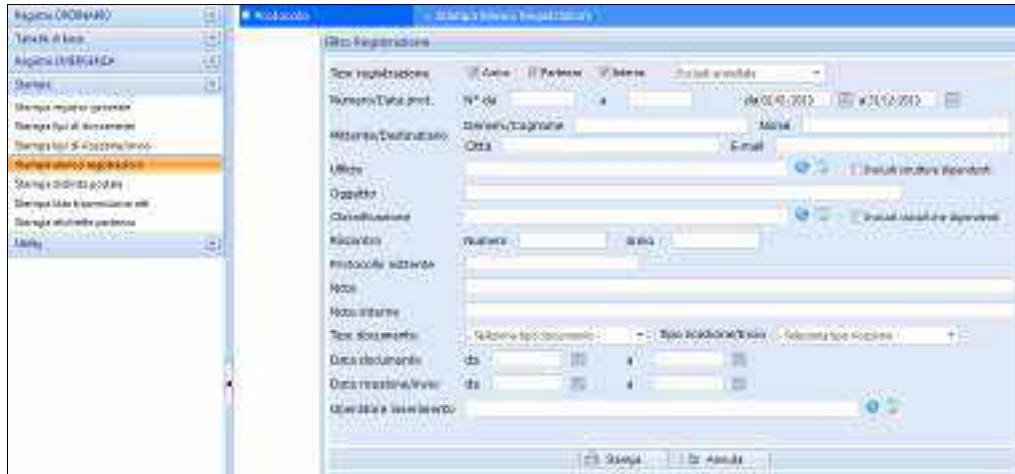 Registro ORDINARIO
Tabelle di base
Registro EMERGENZA
Stampe
Stampa registro generale
Stampa tipi di documento
Stampa tipi di ricezione/invio
Stampa elenco registrazioni
Stampa distinta postale
Stampa lista trasmissione atti
Stampa etichette partenza
Utility
Protocollo
Stampa Elenco Registrazioni
Filtro Registrazione
Tipo registrazione Arrivo Partenza Interna
Numero/Data prot. N° da a da 01/01/2013 a 31/12/2013
Mittente/Destinatario Denom./Cognome Nome
Città E-mail
Ufficio Includi strutture dipendenti
Oggetto
Classificazione Includi classifiche dipendenti
Riscontro Numero Anno
Protocollo mittente
Note
Note interne
Tipo documento - Seleziona tipo documento - Tipo ricezione/invio - Seleziona tipo ricezione
Data documento da a
Data ricezione/invio da a
Operatore inserimento
Stampa Annulla